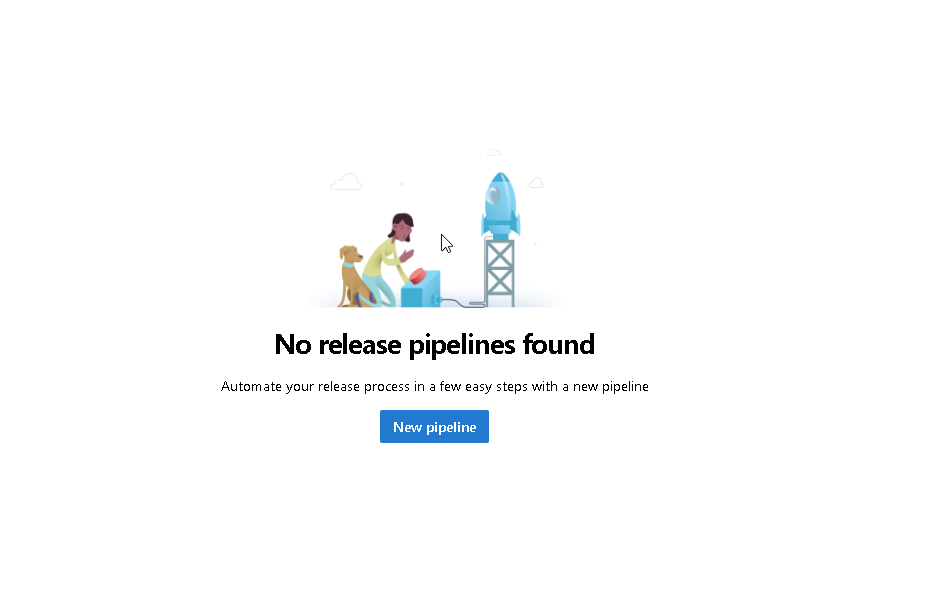 No release pipelines found
Automate your release process in a few easy steps with a new pipeline
New pipeline